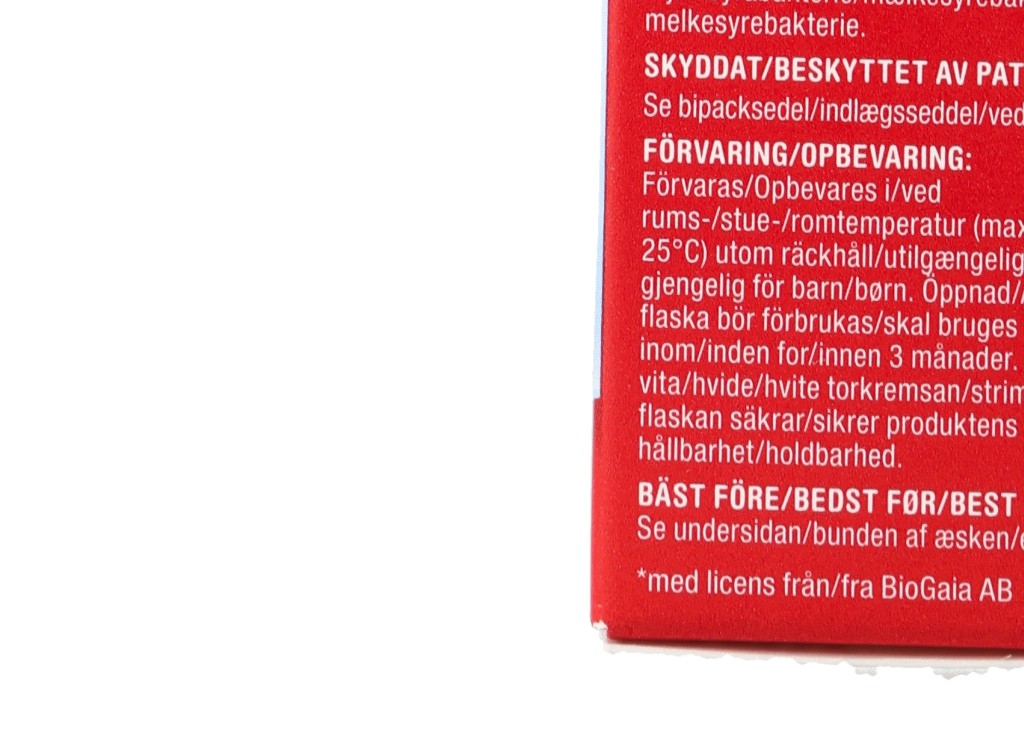 melkesyrebakterie.
SKYDDAT/BESKYTTET AV PAT
Se bipacksedel/indlægsseddel/ved
FÖRVARING/OPBEVARING:
Förvaras/Opbevares i/ved
rums-/stue-/romtemperatur (max
25°C) utom räckhåll/utilgængelig
gjengelig för barn/børn. Öppnad/
flaska bör förbrukas/skal bruges
inom/inden for/innen 3 månader.
vita/hvide/hvite torkremsan/strim
flaskan säkrar/sikrer produktens
hållbarhet/holdbarhed.
BÄST FÖRE/BEDST FØR/BEST
Se undersidan/bunden af æsken/
*med licens från/fra BioGaia AB